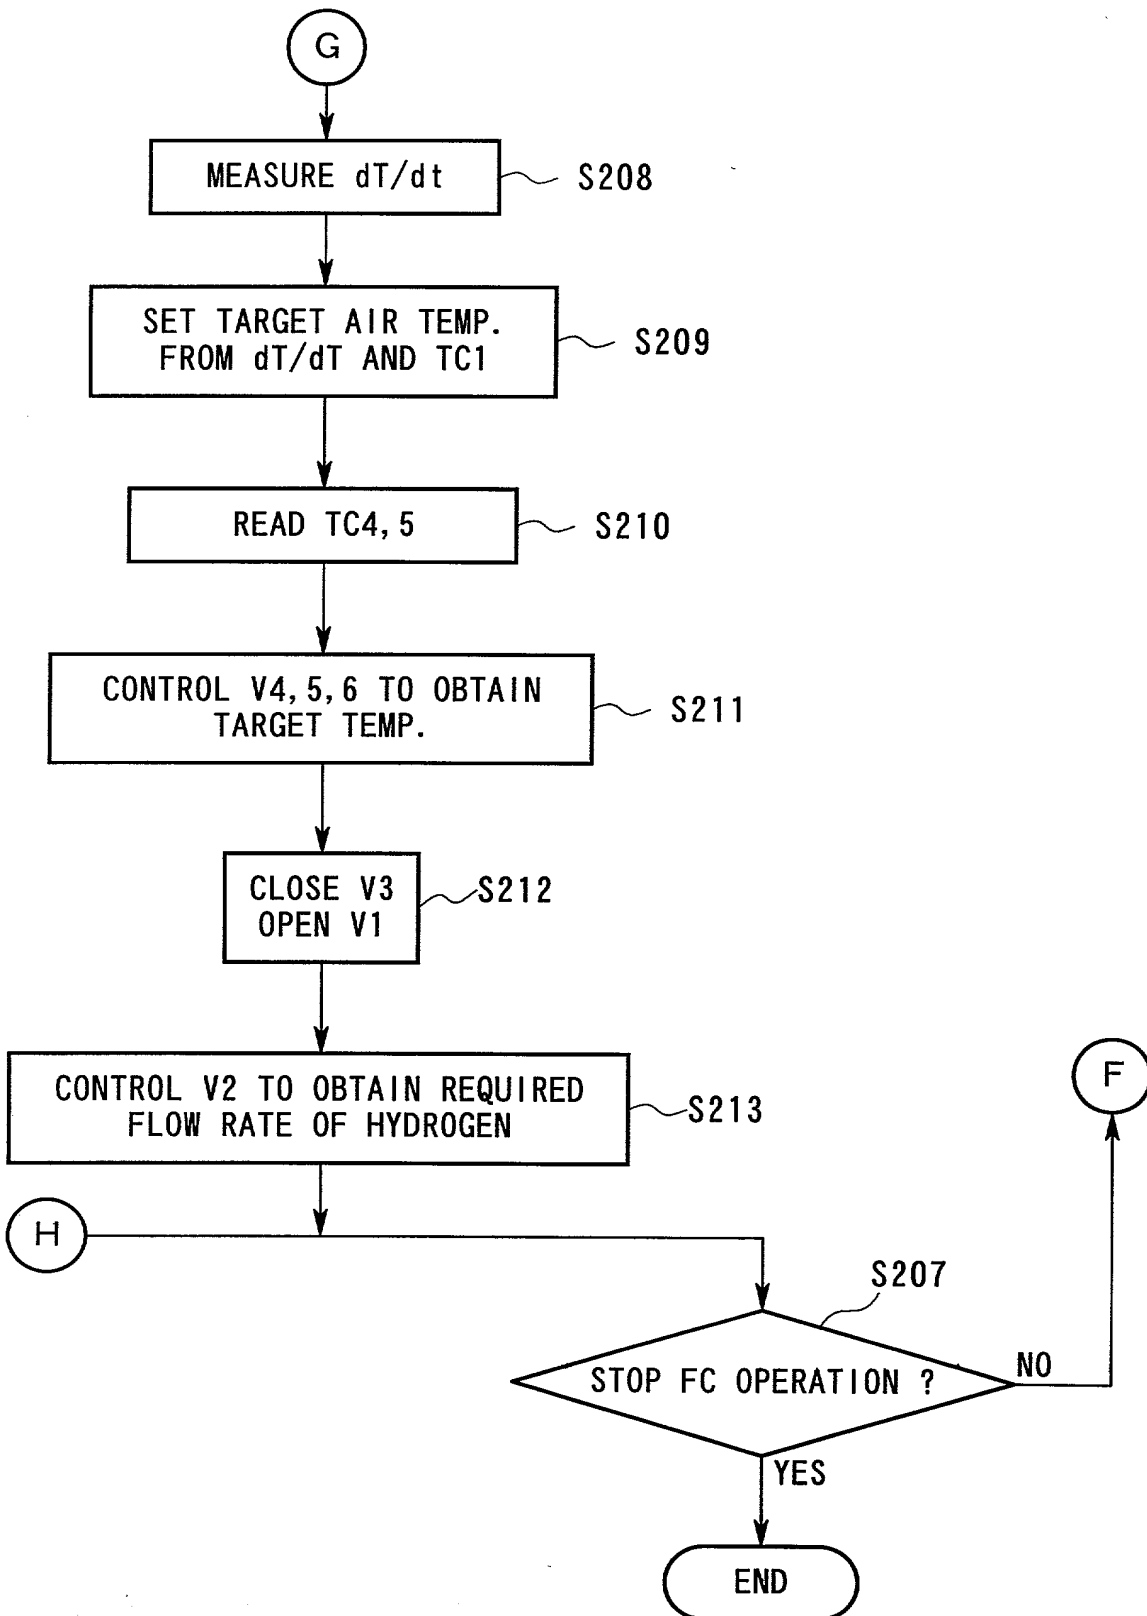 G
MEASURE dT/dt
S208
SET TARGET AIR TEMP.
FROM dT/dT AND TC1
S209
READ TC4, 5
S210
CONTROL V4, 5, 6 TO OBTAIN
TARGET TEMP.
S211
CLOSE V3
OPEN V1
S212
CONTROL V2 TO OBTAIN REQUIRED
FLOW RATE OF HYDROGEN
S213
F
H
S207
STOP FC OPERATION ?
NO
YES
END